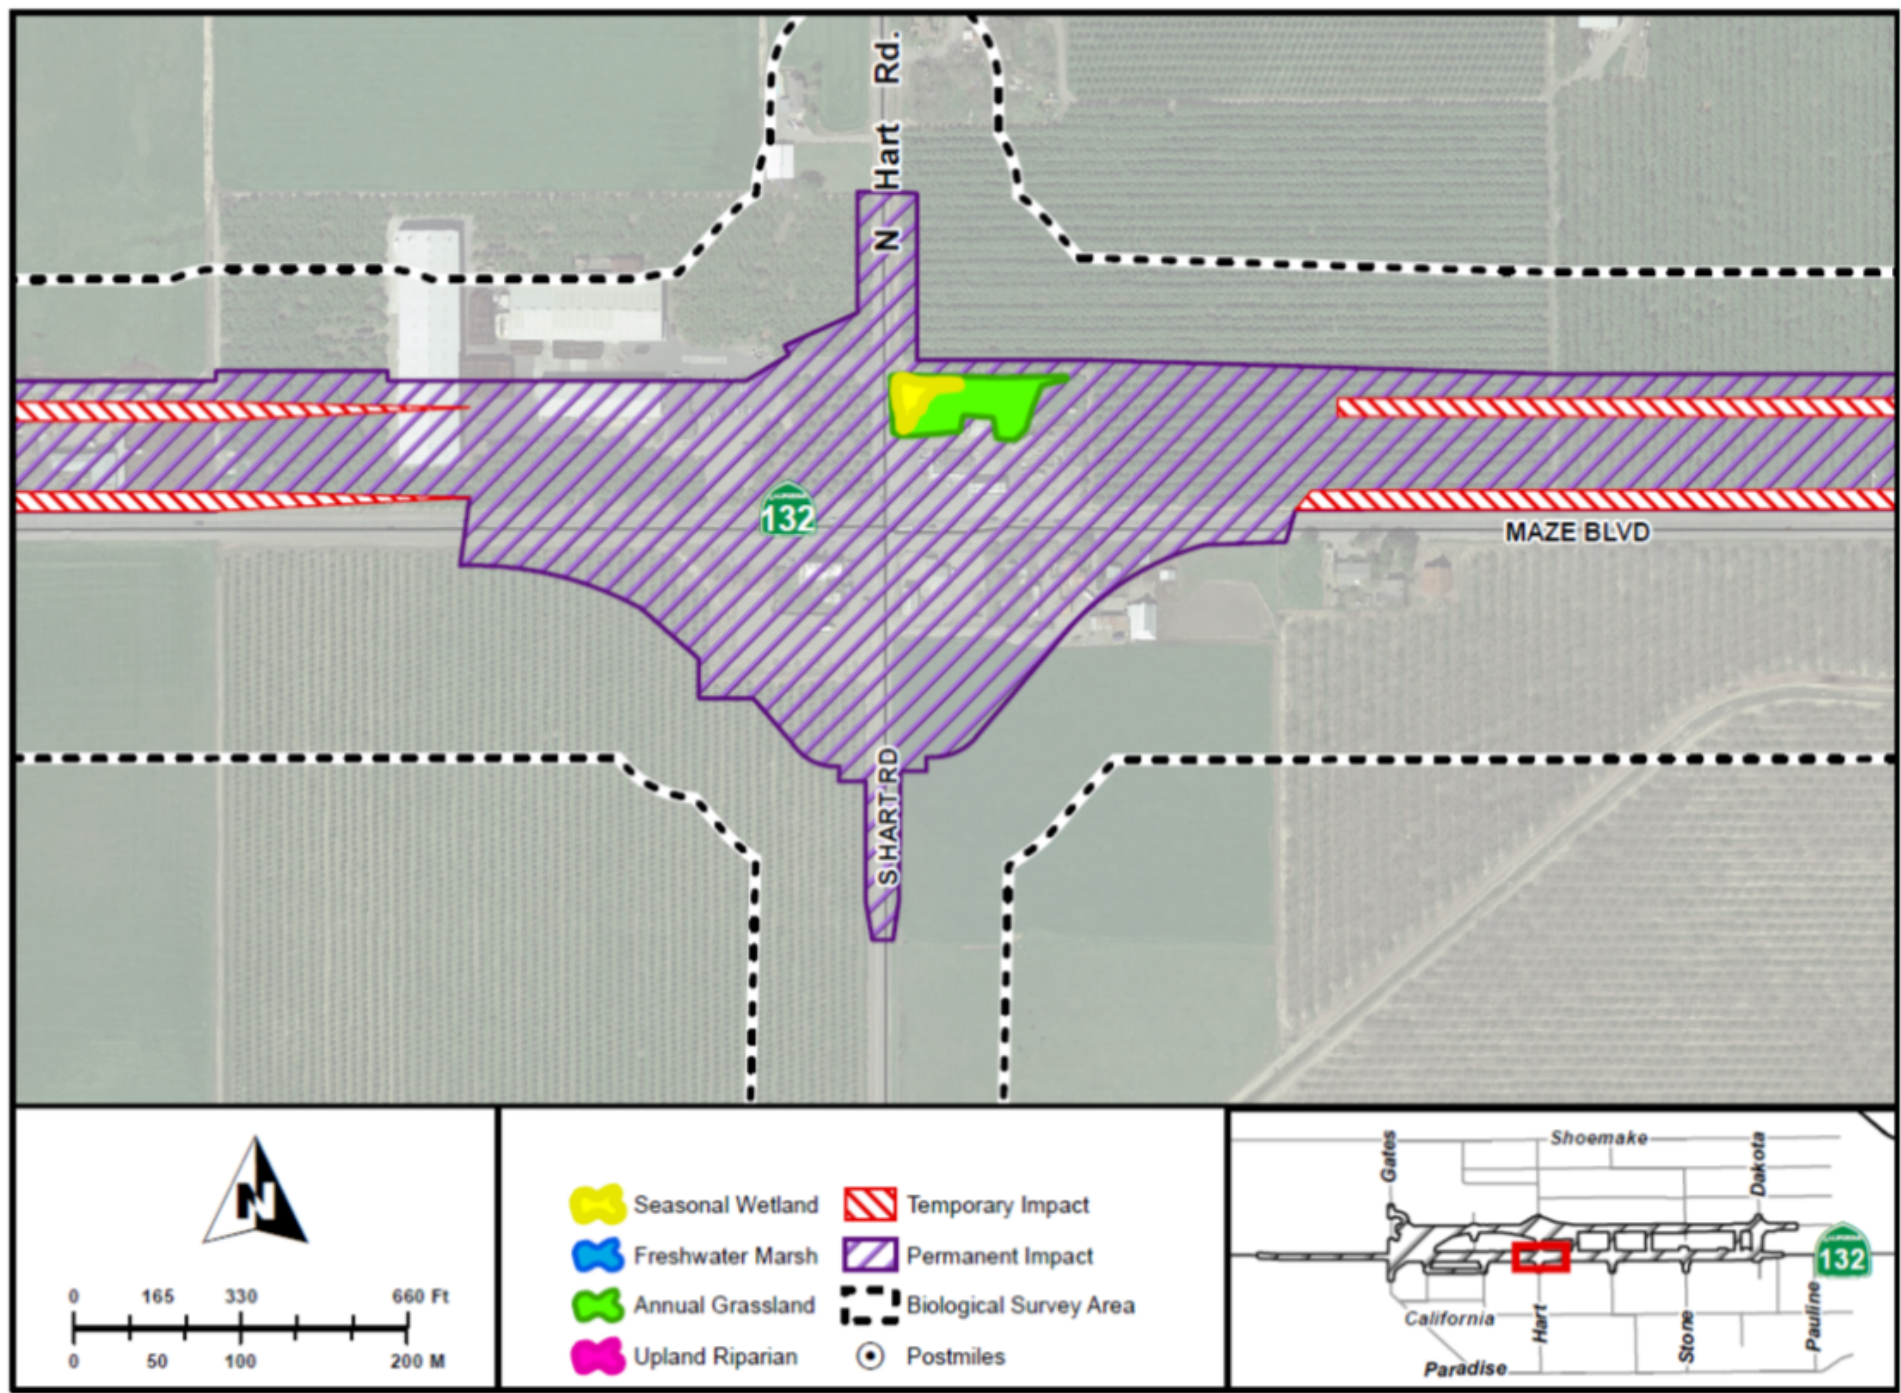 N Hart Rd.
CALIFORNIA
132
MAZE BLVD
S HART RD
N
0 165 330 660 Ft
0 50 100 200 M
Seasonal Wetland
Freshwater Marsh
Annual Grassland
Upland Riparian
Temporary Impact
Permanent Impact
Biological Survey Area
Postmiles
Gates
Shoemake
Dakota
CALIFORNIA
132
California
Hart
Stone
Pauline
Paradise